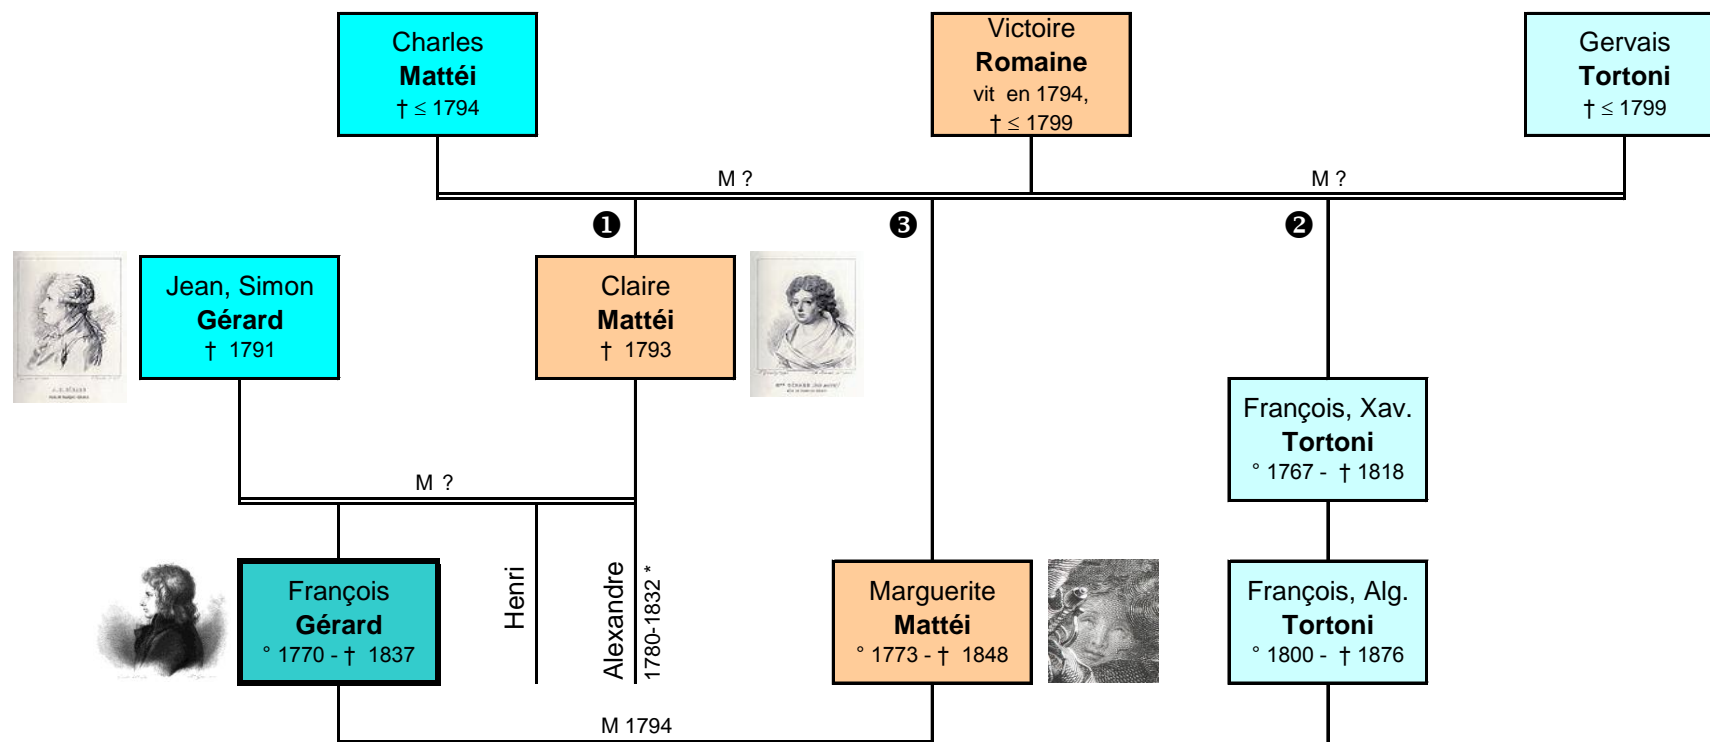 Charles
Mattéi
† ≤ 1794
Victoire
Romaine
vit en 1794,
† ≤ 1799
Gervais
Tortoni
† ≤ 1799
M ?
M ?
❶
❸
❷
Jean, Simon
Gérard
† 1791
Claire
Mattéi
† 1793
François, Xav.
Tortoni
° 1767 - † 1818
M ?
François
Gérard
° 1770 - † 1837
Henri
Alexandre
1780-1832 *
Marguerite
Mattéi
° 1773 - † 1848
François, Alg.
Tortoni
° 1800 - † 1876
M 1794